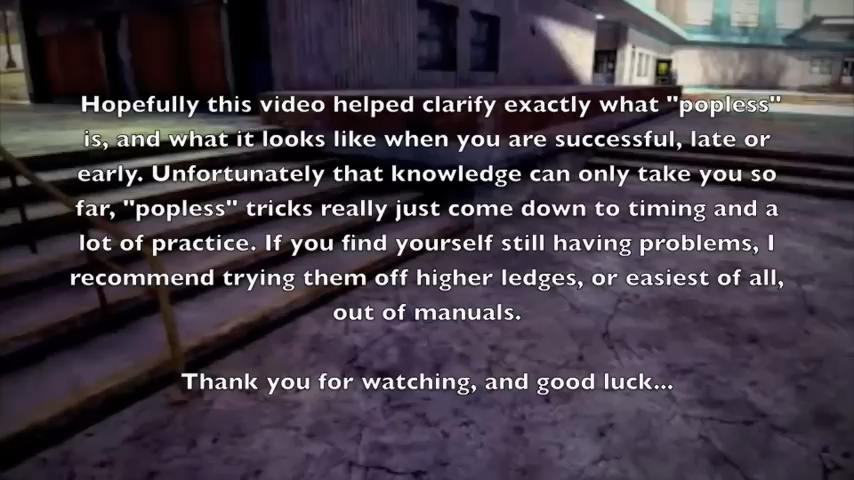 Hopefully this video helped clarify exactly what "popless"
is, and what it looks like when you are successful, late or
early. Unfortunately that knowledge can only take you so
far, "popless" tricks really just come down to timing and a
lot of practice. If you find yourself still having problems, I
recommend trying them off higher ledges, or easiest of all,
out of manuals.
Thank you for watching, and good luck...